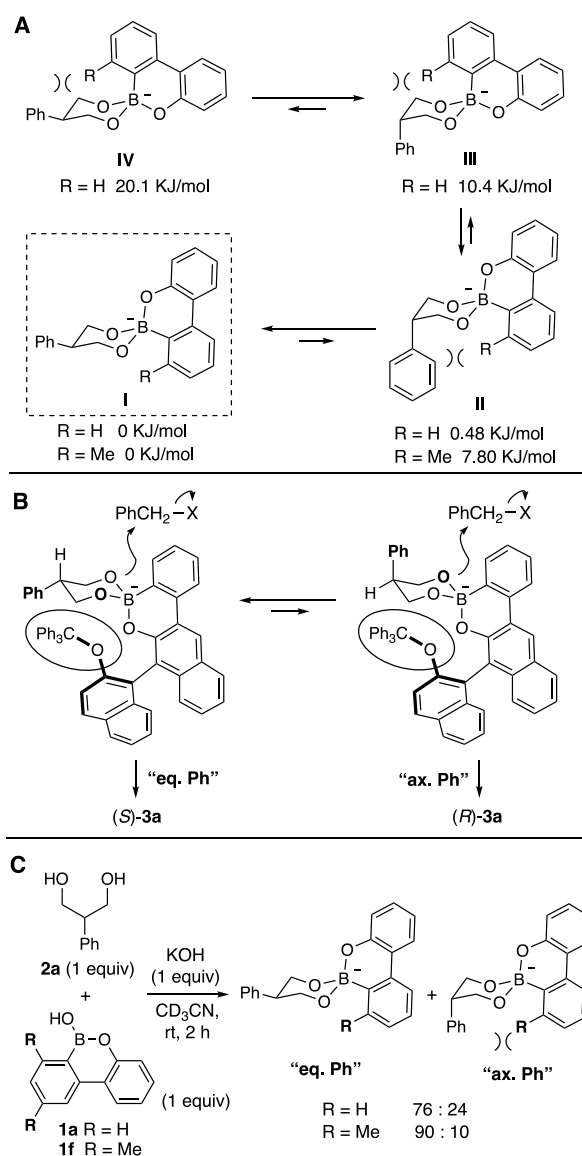 A
)(
R
B
−
O
O
O
Ph
IV
R = H 20.1 KJ/mol
)(
R
B
−
O
O
O
Ph
III
R = H 10.4 KJ/mol
O
−
O
B
O
Ph
R
I
R = H 0 KJ/mol
R = Me 0 KJ/mol
O
−
O
B
O
)(
R
II
R = H 0.48 KJ/mol
R = Me 7.80 KJ/mol
B
PhCH2–X
H
Ph
O
O
B
−
O
Ph3C
O
"eq. Ph"
(S)-3a
PhCH2–X
Ph
H
O
O
B
−
O
Ph3C
O
"ax. Ph"
(R)-3a
C
HO OH
Ph
2a (1 equiv)
+
HO
B
O
R
R
(1 equiv)
1a R = H
1f R = Me
KOH
(1 equiv)
CD3CN,
rt, 2 h
O
−
O
B
O
Ph
R
"eq. Ph"
+
O
−
O
B
O
Ph
R
)(
"ax. Ph"
R = H 76 : 24
R = Me 90 : 10